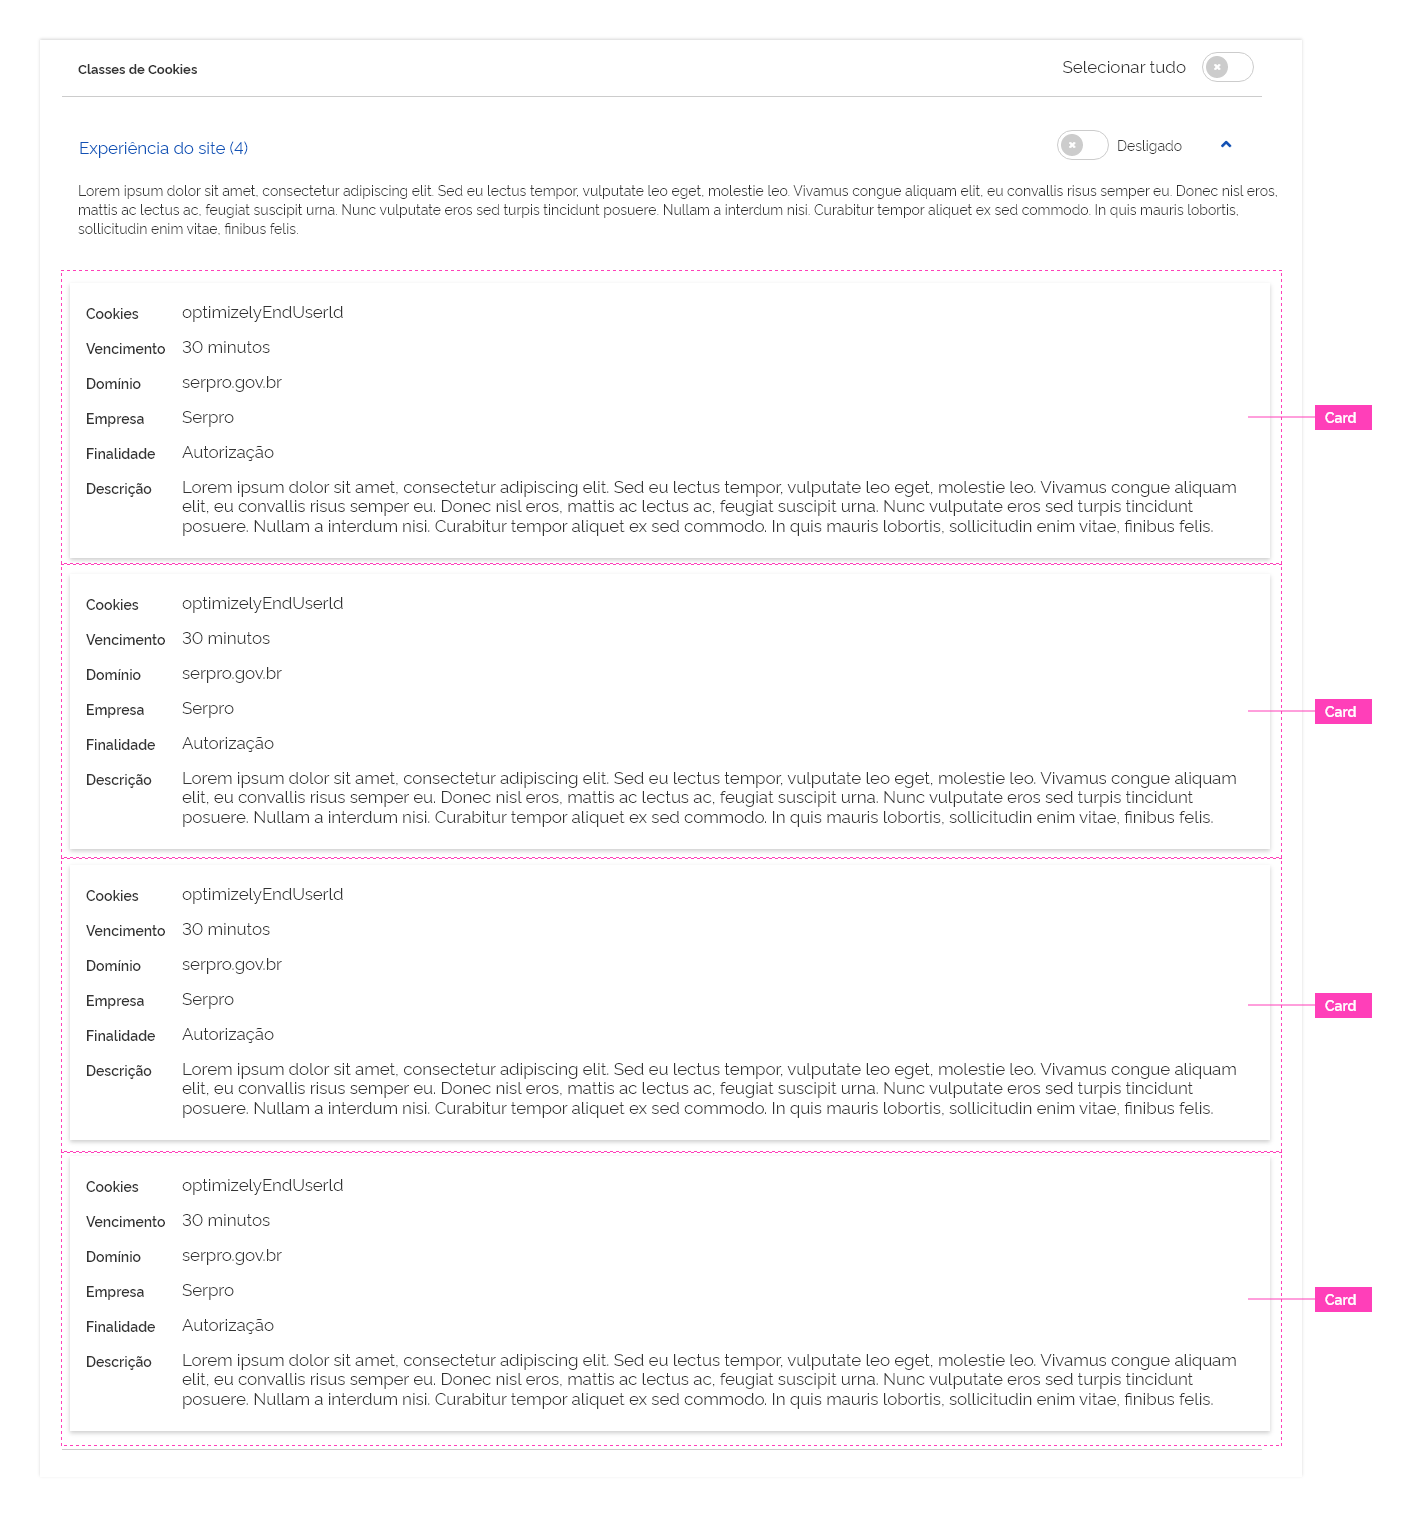 Classes de Cookies
Selecionar tudo
Experiência do site (4)
Desligado
Lorem ipsum dolor sit amet, consectetur adipiscing elit. Sed eu lectus tempor, vulputate leo eget, molestie leo. Vivamus congue aliquam elit, eu convallis risus semper eu. Donec nisl eros,
mattis ac lectus ac, feugiat suscipit urna. Nunc vulputate eros sed turpis tincidunt posuere. Nullam a interdum nisi. Curabitur tempor aliquet ex sed commodo. In quis mauris lobortis,
sollicitudin enim vitae, finibus felis.
Cookies optimizelyEndUserId
Vencimento 30 minutos
Domínio serpro.gov.br
Empresa Serpro
Card
Finalidade Autorização
Descrição Lorem ipsum dolor sit amet, consectetur adipiscing elit. Sed eu lectus tempor, vulputate leo eget, molestie leo. Vivamus congue aliquam
elit, eu convallis risus semper eu. Donec nisl eros, mattis ac lectus ac, feugiat suscipit urna. Nunc vulputate eros sed turpis tincidunt
posuere. Nullam a interdum nisi. Curabitur tempor aliquet ex sed commodo. In quis mauris lobortis, sollicitudin enim vitae, finibus felis.
Cookies optimizelyEndUserId
Vencimento 30 minutos
Domínio serpro.gov.br
Empresa Serpro
Card
Finalidade Autorização
Descrição Lorem ipsum dolor sit amet, consectetur adipiscing elit. Sed eu lectus tempor, vulputate leo eget, molestie leo. Vivamus congue aliquam
elit, eu convallis risus semper eu. Donec nisl eros, mattis ac lectus ac, feugiat suscipit urna. Nunc vulputate eros sed turpis tincidunt
posuere. Nullam a interdum nisi. Curabitur tempor aliquet ex sed commodo. In quis mauris lobortis, sollicitudin enim vitae, finibus felis.
Cookies optimizelyEndUserId
Vencimento 30 minutos
Domínio serpro.gov.br
Empresa Serpro
Card
Finalidade Autorização
Descrição Lorem ipsum dolor sit amet, consectetur adipiscing elit. Sed eu lectus tempor, vulputate leo eget, molestie leo. Vivamus congue aliquam
elit, eu convallis risus semper eu. Donec nisl eros, mattis ac lectus ac, feugiat suscipit urna. Nunc vulputate eros sed turpis tincidunt
posuere. Nullam a interdum nisi. Curabitur tempor aliquet ex sed commodo. In quis mauris lobortis, sollicitudin enim vitae, finibus felis.
Cookies optimizelyEndUserId
Vencimento 30 minutos
Domínio serpro.gov.br
Empresa Serpro
Card
Finalidade Autorização
Descrição Lorem ipsum dolor sit amet, consectetur adipiscing elit. Sed eu lectus tempor, vulputate leo eget, molestie leo. Vivamus congue aliquam
elit, eu convallis risus semper eu. Donec nisl eros, mattis ac lectus ac, feugiat suscipit urna. Nunc vulputate eros sed turpis tincidunt
posuere. Nullam a interdum nisi. Curabitur tempor aliquet ex sed commodo. In quis mauris lobortis, sollicitudin enim vitae, finibus felis.